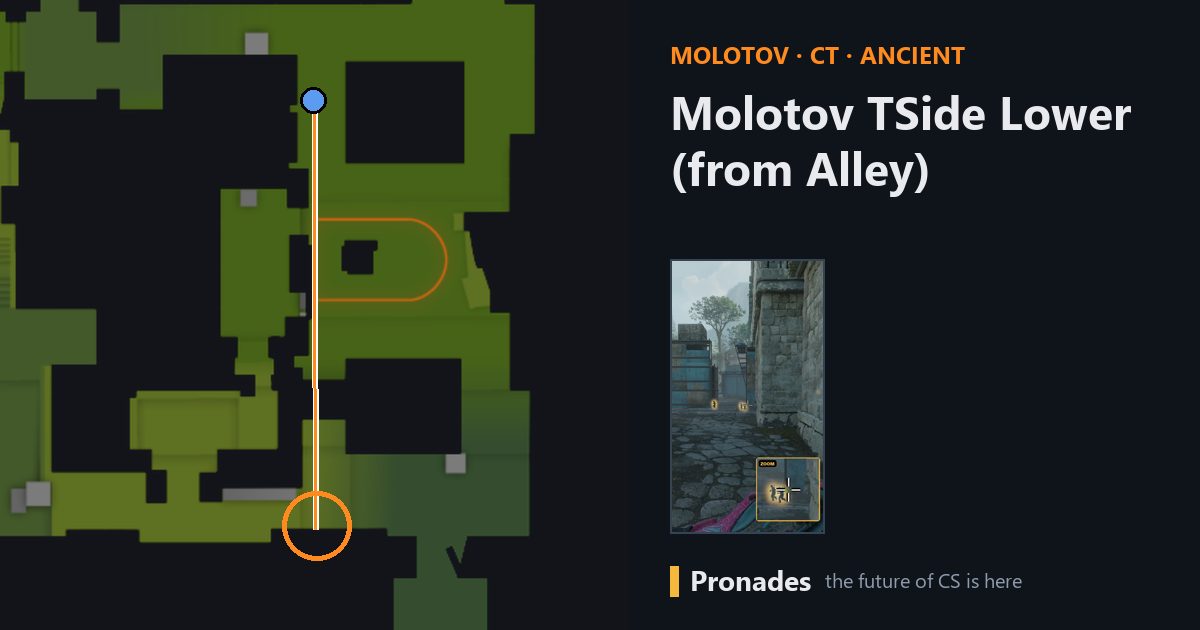 MOLOTOV · CT · ANCIENT
Molotov TSide Lower
(from Alley)
ZOOM
Pronades the future of CS is here